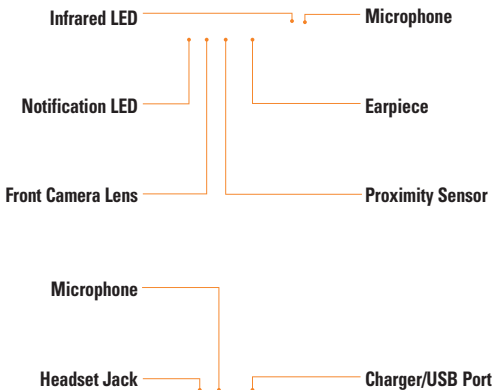 Infrared LED
Microphone
Notification LED
Earpiece
Front Camera Lens
Proximity Sensor
Microphone
Headset Jack
Charger/USB Port